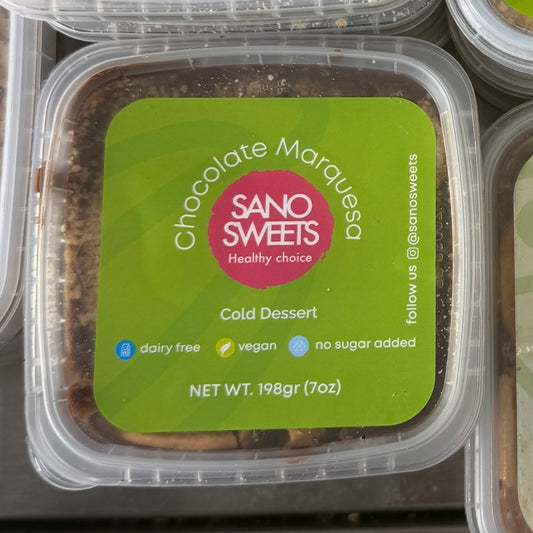 Chocolate Marquesa
SANO
SWEETS
Healthy choice
Cold Dessert
dairy free vegan no sugar added
NET WT. 198gr (7oz)
follow us @sanosweets